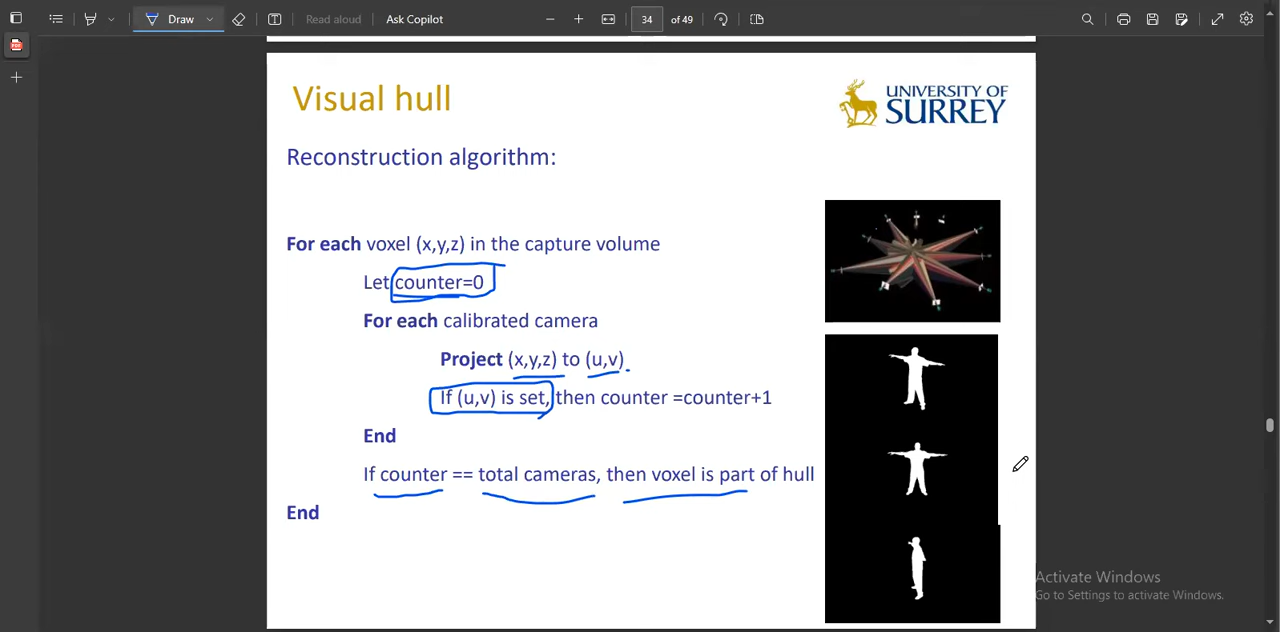 Draw
Read aloud
Ask Copilot
34
of 49
Visual hull
UNIVERSITY OF
SURREY
Reconstruction algorithm:
For each voxel (x,y,z) in the capture volume
Let counter=0
For each calibrated camera
Project (x,y,z) to (u,v)
If (u,v) is set, then counter =counter+1
End
If counter == total cameras, then voxel is part of hull
End
Activate Windows
Go to Settings to activate Windows.